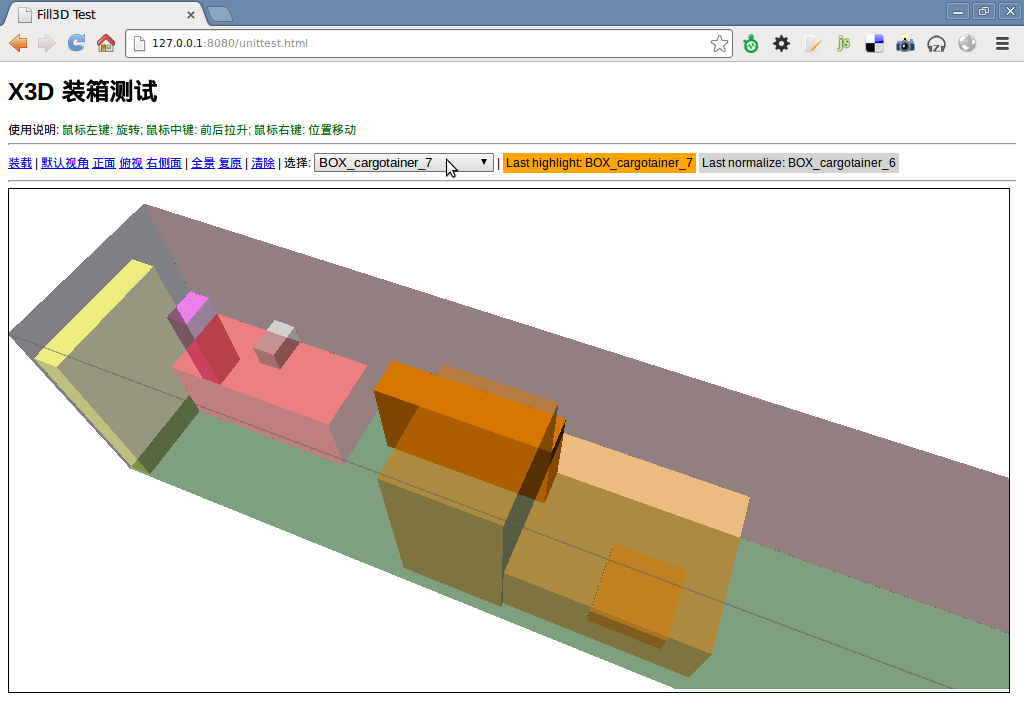 Fill3D Test
127.0.0.1:8080/unittest.html
X3D 装箱测试
使用说明: 鼠标左键: 旋转; 鼠标中键: 前后拉升; 鼠标右键: 位置移动
装载 | 默认视角 正面 俯视 右侧面 | 全景 复原 | 清除 | 选择: BOX_cargotainer_7 | Last highlight: BOX_cargotainer_7 Last normalize: BOX_cargotainer_6